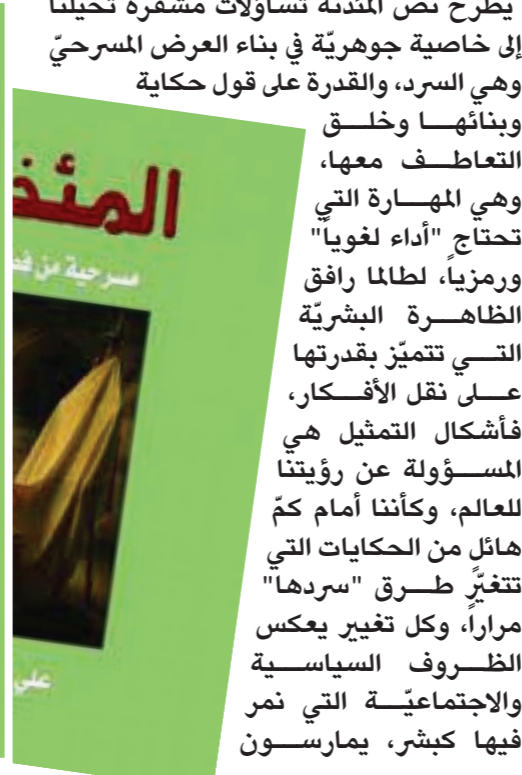 يطرح نص المئذنة تساؤلات مشفرة تحيلنا
إلى خاصية جوهريّة في بناء العرض المسرحيّ
وهي السرد، والقدرة على قول حكاية
وبنائها وخلق
التعاطف معها،
وهي المهارة التي
تحتاج "أداء لغوياً"
ورمزياً، لطالما رافق
الظاهرة البشريّة
التي تتميّز بقدرتها
على نقل الأفكار،
فأشكال التمثيل هي
المسؤولة عن رؤيتنا
للعالم، وكأننا أمام كمّ
هائل من الحكايات التي
تتغيّر طرق "سردها"
مراراً، وكل تغيير يعكس
الظروف السياسية
والاجتماعيّة التي نمر
فيها كبشر، يمارسون
مسرحية من
علي